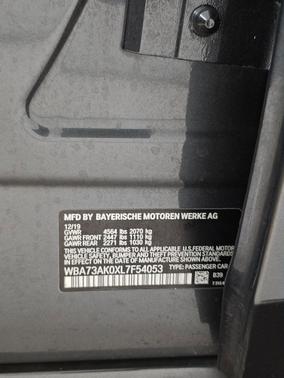 MFD BY BAYERISCHE MOTOREN WERKE AG
12/19
GVWR 4564 lbs 2070 kg
GAWR FRONT 2447 lbs 1110 kg
GAWR REAR 2271 lbs 1030 kg
THIS VEHICLE CONFORMS TO ALL APPLICABLE U.S. FEDERAL MOTOR
VEHICLE SAFETY, BUMPER AND THEFT PREVENTION STANDARDS
IN EFFECT ON THE DATE OF MANUFACTURE SHOWN ABOVE.
WBA73AK0XL7F54053 TYPE: PASSENGER CAR
B39